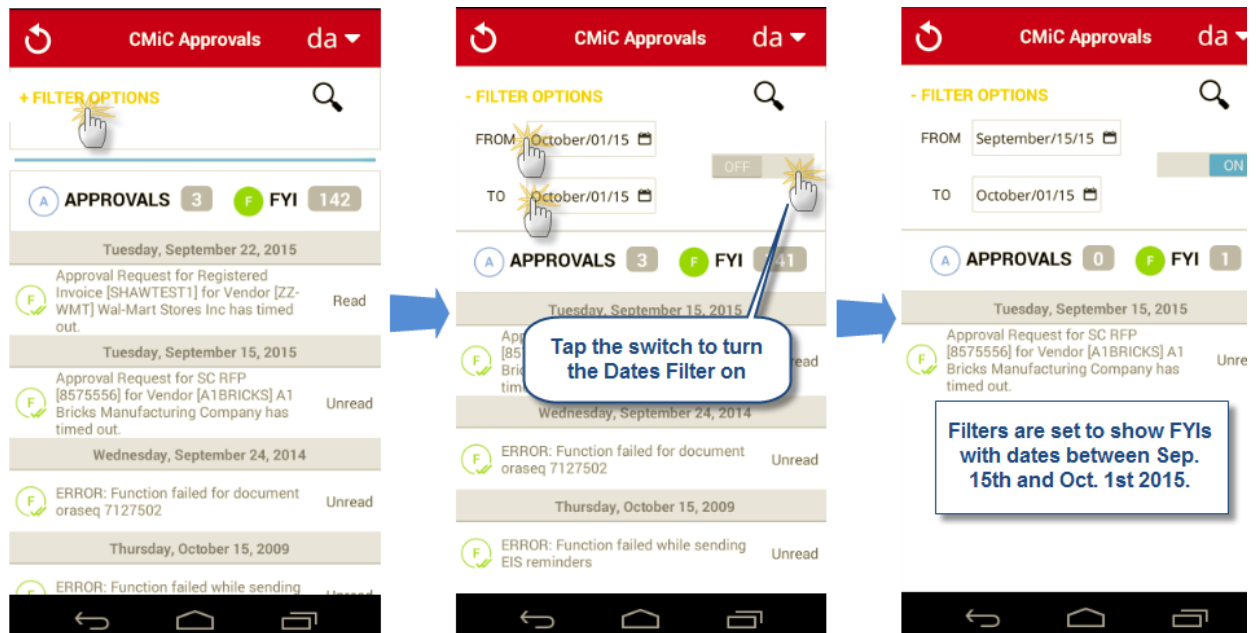 CMiC Approvals da
+ FILTER OPTIONS
A APPROVALS 3 F FYI 142
Tuesday, September 22, 2015
Approval Request for Registered
Invoice [SHAWTEST1] for Vendor [ZZ-
WMT] Wal-Mart Stores Inc has timed
out.
F
Read
Tuesday, September 15, 2015
Approval Request for SC RFP
[8575556] for Vendor [A1BRICKS] A1
Bricks Manufacturing Company has
timed out.
F
Unread
Wednesday, September 24, 2014
ERROR: Function failed for document
oraseq 7127502
F
Unread
Thursday, October 15, 2009
ERROR: Function failed while sending
CMiC Approvals da
- FILTER OPTIONS
FROM October/01/15
OFF
TO October/01/15
A APPROVALS 3 F FYI 141
Tuesday, September 15, 2015
App
[85
Bric
tim
F
read
Tap the switch to turn
the Dates Filter on
Wednesday, September 24, 2014
ERROR: Function failed for document
oraseq 7127502
F
Unread
Thursday, October 15, 2009
ERROR: Function failed while sending
EIS reminders
F
Unread
CMiC Approvals da
- FILTER OPTIONS
FROM September/15/15
ON
TO October/01/15
A APPROVALS 0 F FYI 1
Tuesday, September 15, 2015
Approval Request for SC RFP
[8575556] for Vendor [A1BRICKS] A1
Bricks Manufacturing Company has
timed out.
F
Unre
Filters are set to show FYIs
with dates between Sep.
15th and Oct. 1st 2015.